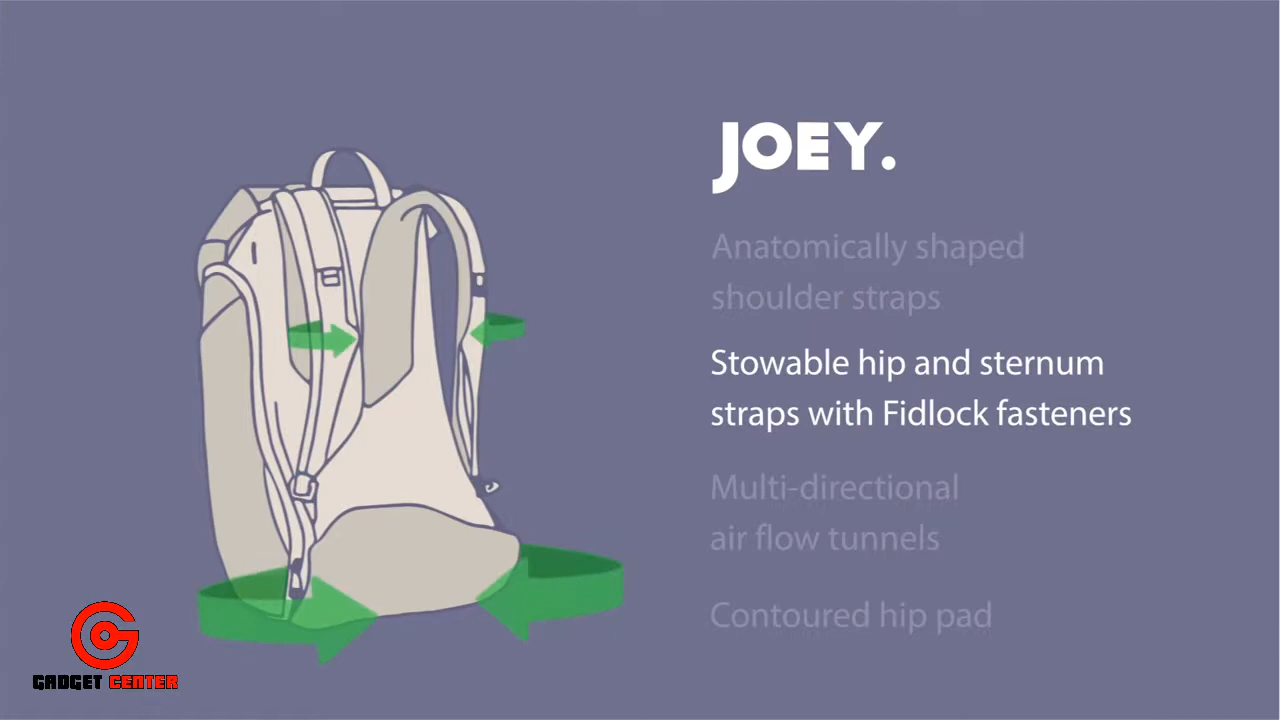 JOEY.
Anatomically shaped
shoulder straps
Stowable hip and sternum
straps with Fidlock fasteners
Multi-directional
air flow tunnels
Contoured hip pad
GADGET CENTER